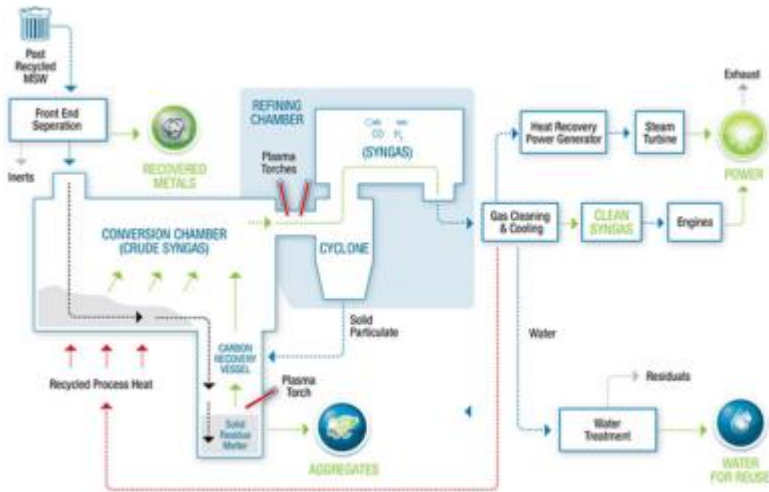 Post
Recycled
MSW
Front End
Seperation
Inerts
RECOVERED
METALS
REFINING
CHAMBER
Plasma
Torches
CO
(SYNGAS)
CYCLONE
CONVERSION CHAMBER
(CRUDE SYNGAS)
Solid
Particulate
CARBON
RECOVERY
VESSEL
Plasma
Torch
Recycled Process Heat
Solid
Residue
Melter
AGGREGATES
Heat Recovery
Power Generator
Steam
Turbine
Exhaust
POWER
Gas Cleaning
& Cooling
CLEAN
SYNGAS
Engines
Water
Residuals
Water
Treatment
WATER
FOR REUSE